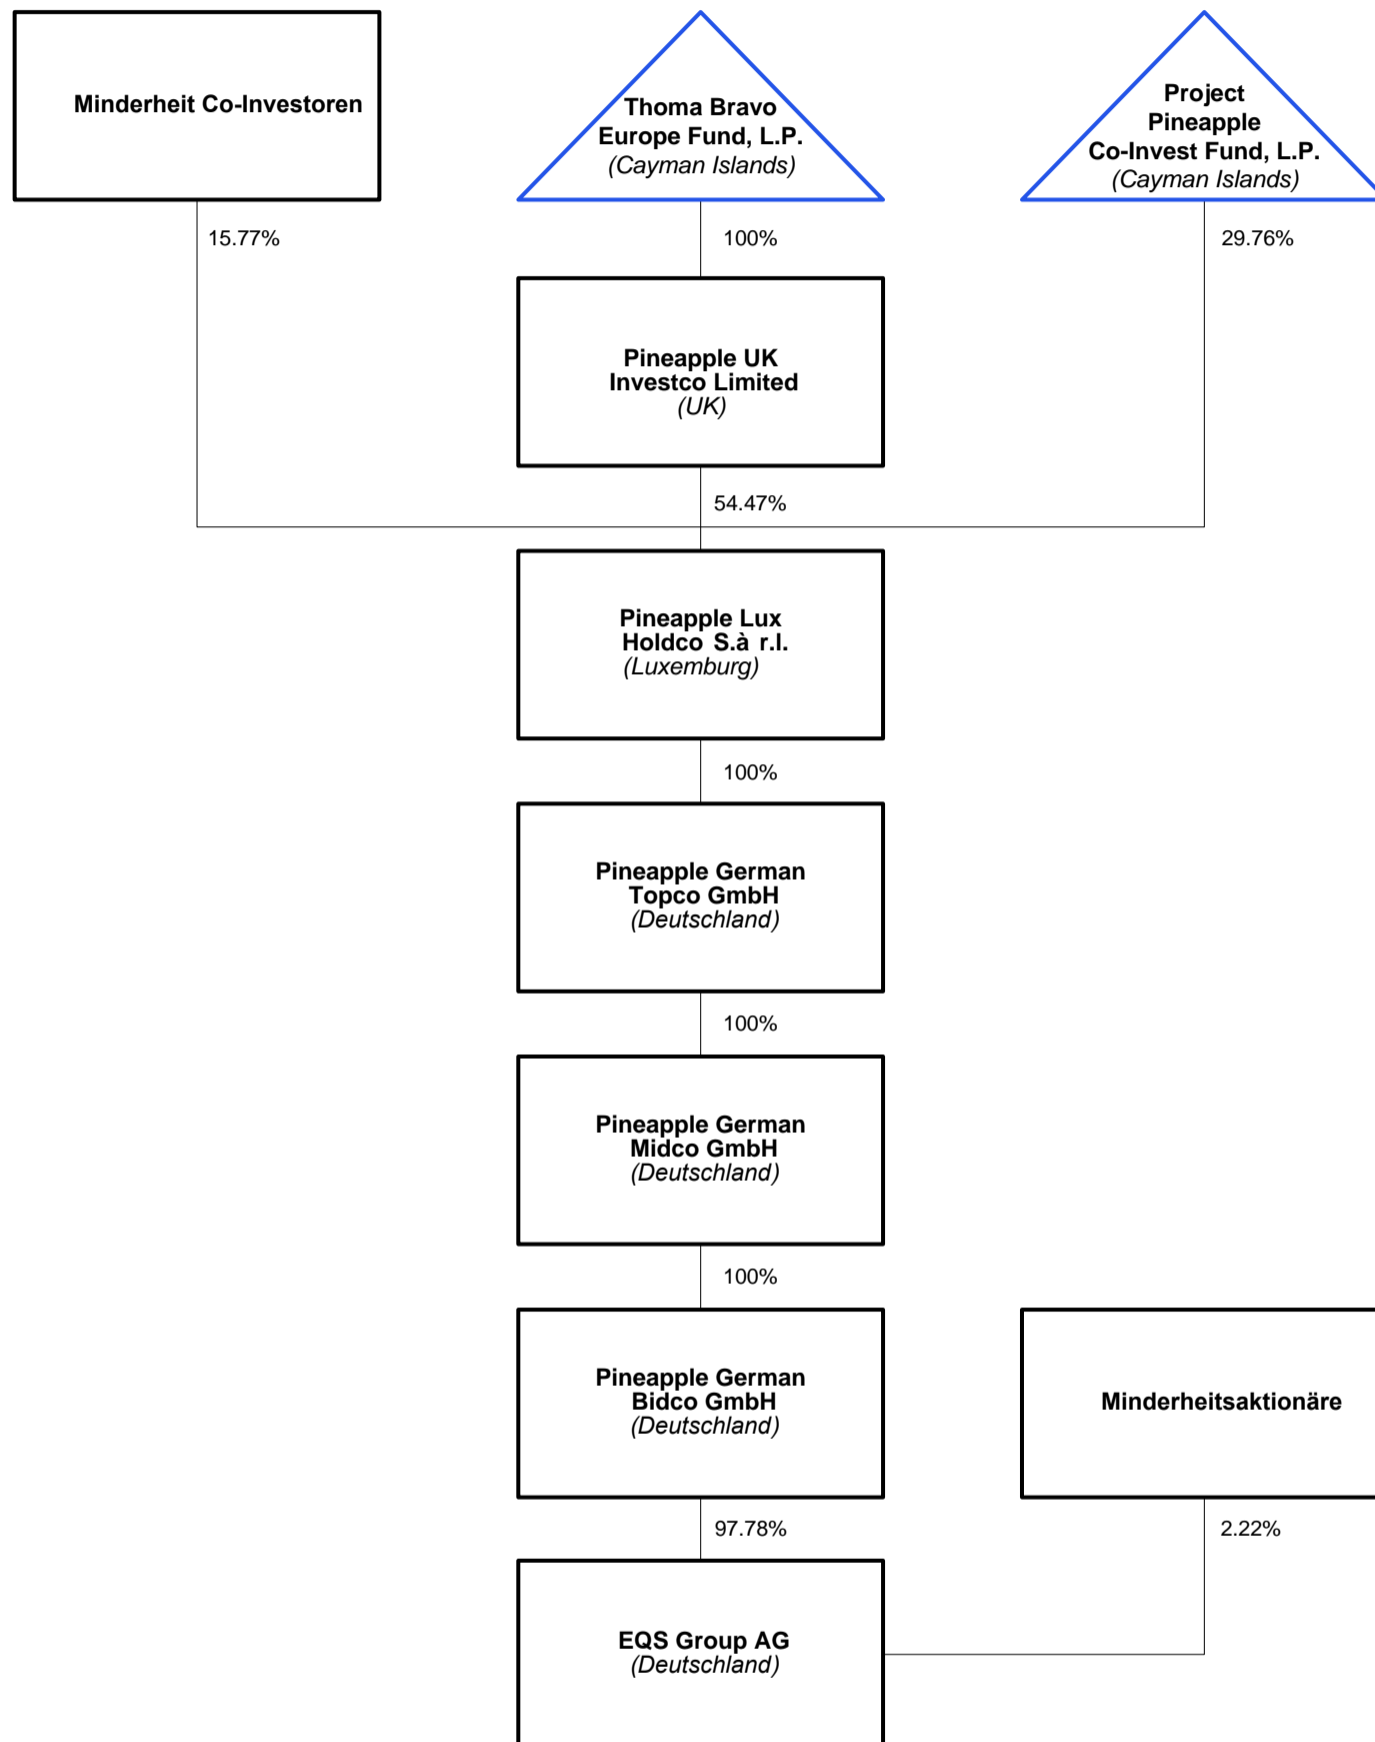 Minderheit Co-Investoren
Thoma Bravo
Europe Fund, L.P.
(Cayman Islands)
Project
Pineapple
Co-Invest Fund, L.P.
(Cayman Islands)
15.77%
100%
29.76%
Pineapple UK
Investco Limited
(UK)
54.47%
Pineapple Lux
Holdco S.à r.l.
(Luxemburg)
100%
Pineapple German
Topco GmbH
(Deutschland)
100%
Pineapple German
Midco GmbH
(Deutschland)
100%
Pineapple German
Bidco GmbH
(Deutschland)
Minderheitsaktionäre
97.78%
2.22%
EQS Group AG
(Deutschland)